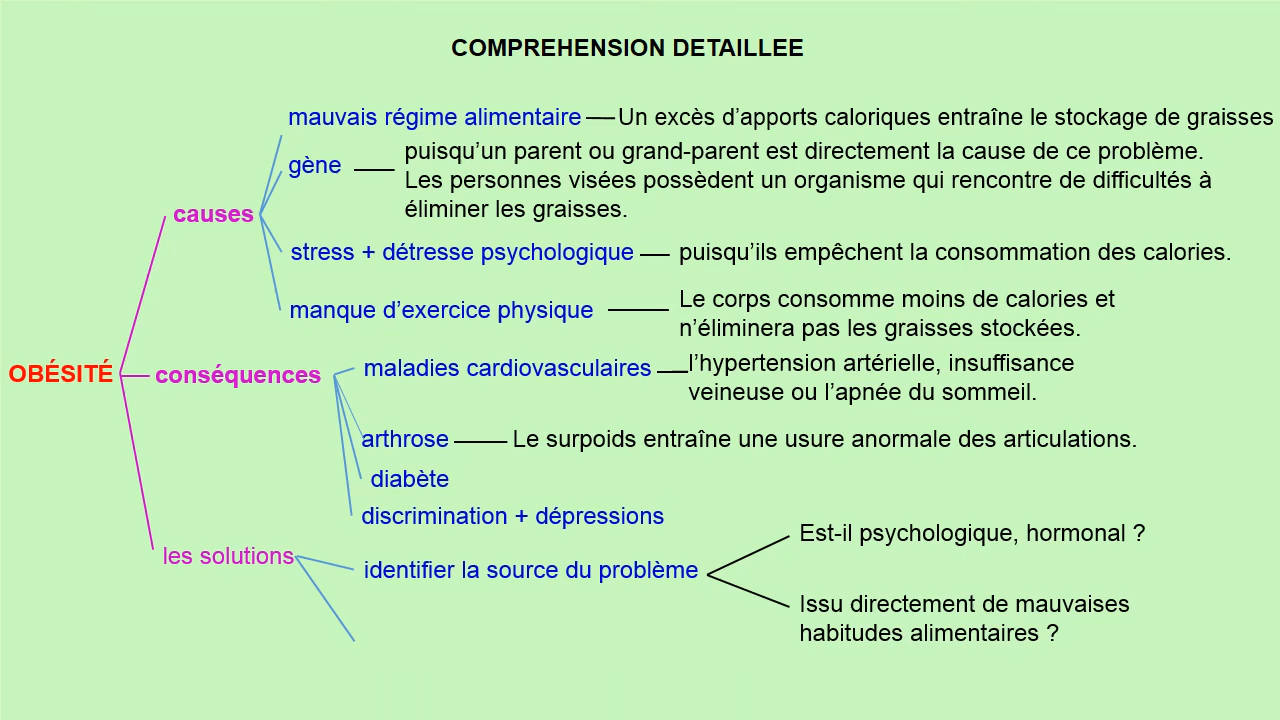 COMPREHENSION DETAILLEE
mauvais régime alimentaire
Un excès d’apports caloriques entraîne le stockage de graisses
gène
puisqu’un parent ou grand-parent est directement la cause de ce problème.
Les personnes visées possèdent un organisme qui rencontre de difficultés à
éliminer les graisses.
causes
stress + détresse psychologique
puisqu’ils empêchent la consommation des calories.
manque d’exercice physique
Le corps consomme moins de calories et
n’éliminera pas les graisses stockées.
OBÉSITÉ
conséquences
maladies cardiovasculaires
l’hypertension artérielle, insuffisance
veineuse ou l’apnée du sommeil.
arthrose
Le surpoids entraîne une usure anormale des articulations.
diabète
discrimination + dépressions
les solutions
identifier la source du problème
Est-il psychologique, hormonal ?
Issu directement de mauvaises
habitudes alimentaires ?